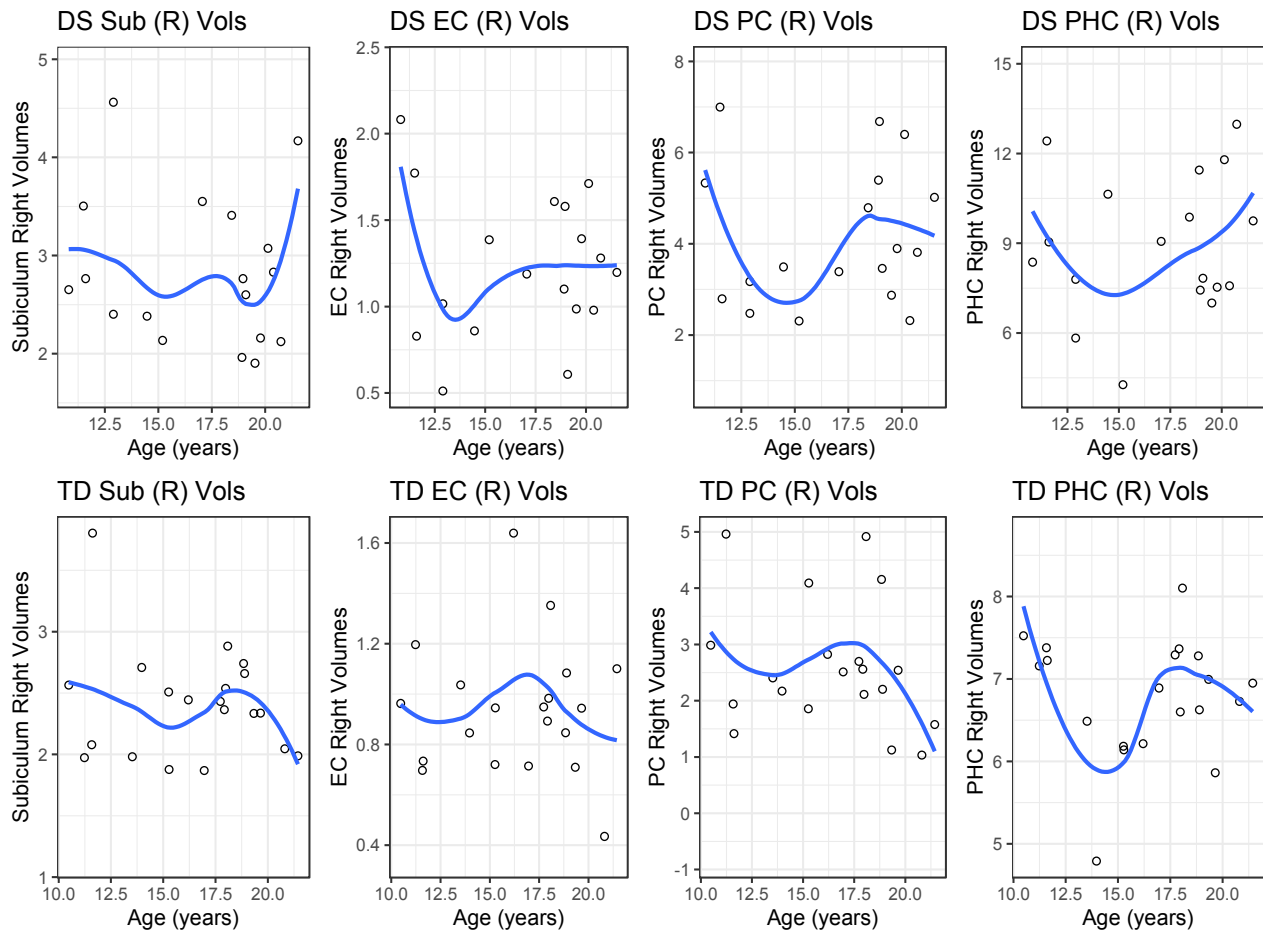 DS Sub (R) Vols
Subiculum Right Volumes
5
4
3
2
12.5 15.0 17.5 20.0
Age (years)
DS EC (R) Vols
EC Right Volumes
2.5
2.0
1.5
1.0
0.5
12.5 15.0 17.5 20.0
Age (years)
DS PC (R) Vols
PC Right Volumes
8
6
4
2
12.5 15.0 17.5 20.0
Age (years)
DS PHC (R) Vols
PHC Right Volumes
15
12
9
6
12.5 15.0 17.5 20.0
Age (years)
TD Sub (R) Vols
Subiculum Right Volumes
3
2
1
10.0 12.5 15.0 17.5 20.0
Age (years)
TD EC (R) Vols
EC Right Volumes
1.6
1.2
0.8
0.4
10.0 12.5 15.0 17.5 20.0
Age (years)
TD PC (R) Vols
PC Right Volumes
5
4
3
2
1
0
-1
10.0 12.5 15.0 17.5 20.0
Age (years)
TD PHC (R) Vols
PHC Right Volumes
8
7
6
5
10.0 12.5 15.0 17.5 20.0
Age (years)